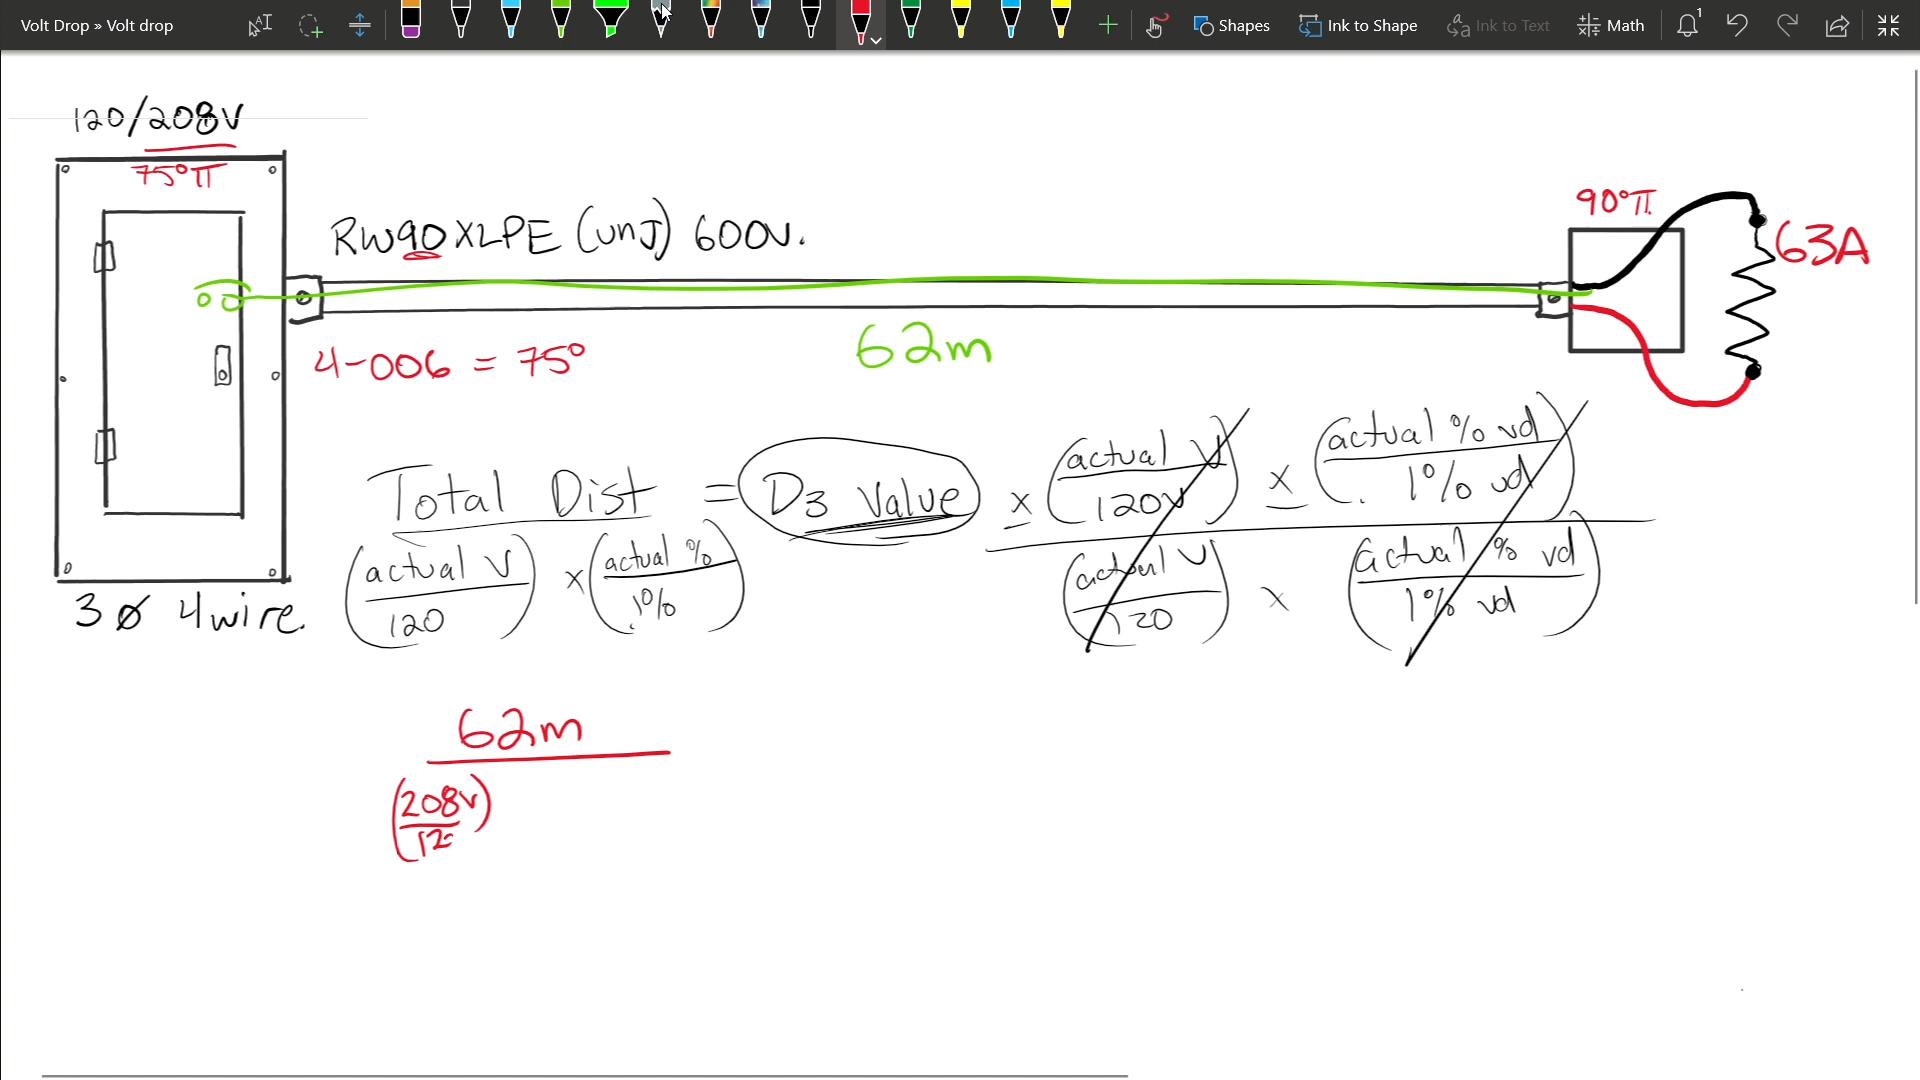 Volt Drop » Volt drop
Shapes
Ink to Shape
Ink to Text
Math
1
120/208V
75°
90°
RW90 XLPE (unJ) 600V.
63A
62m
4-006 = 75°
Total Dist = D3 Value x (actual V / 120V) x (actual % vd / 1% vd)
(actual V / 120) x (actual % / 1%)
(actual V / 120) x (actual % vd / 1% vd)
3Ø 4wire.
62m
(208V)
12